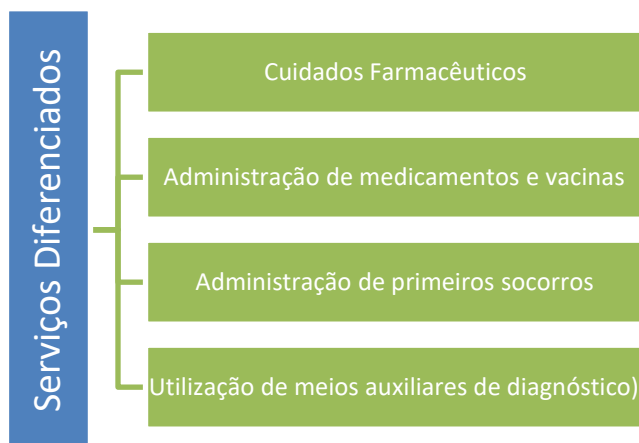 Serviços Diferenciados
Cuidados Farmacêuticos
Administração de medicamentos e vacinas
Administração de primeiros socorros
Utilização de meios auxiliares de diagnóstico)